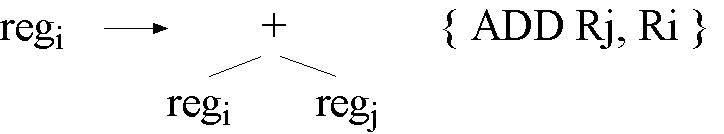 reg_i → + { ADD Rj, Ri }
reg_i reg_j